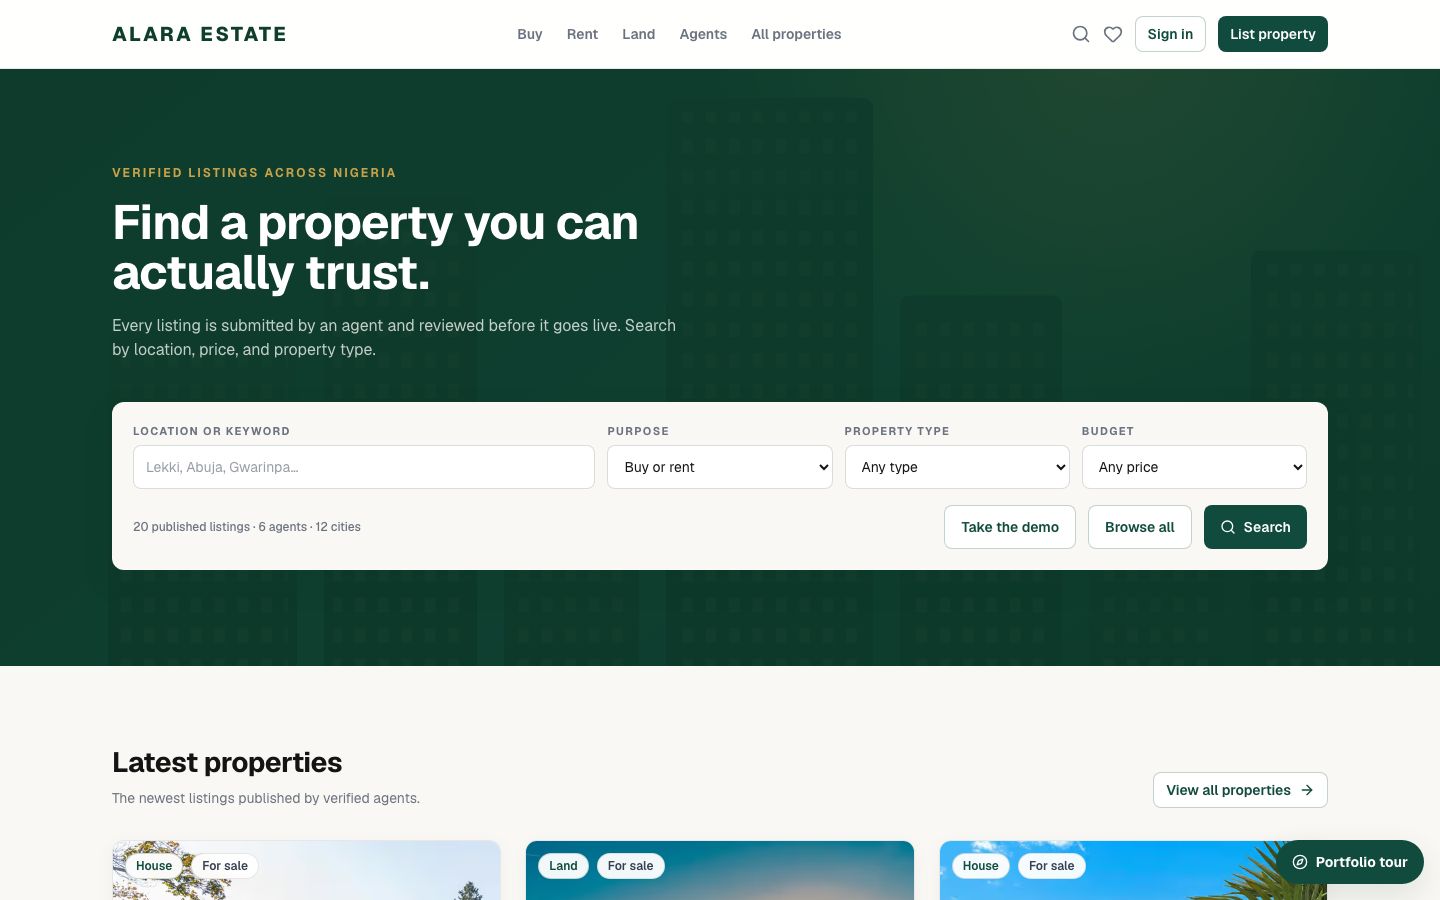 ALARA ESTATE
Buy
Rent
Land
Agents
All properties
Sign in
List property
VERIFIED LISTINGS ACROSS NIGERIA
Find a property you can
actually trust.
Every listing is submitted by an agent and reviewed before it goes live. Search
by location, price, and property type.
LOCATION OR KEYWORD
PURPOSE
PROPERTY TYPE
BUDGET
Lekki, Abuja, Gwarinpa...
Buy or rent
Any type
Any price
20 published listings · 6 agents · 12 cities
Take the demo
Browse all
Search
Latest properties
The newest listings published by verified agents.
View all properties
House
For sale
Land
For sale
House
For sale
Portfolio tour